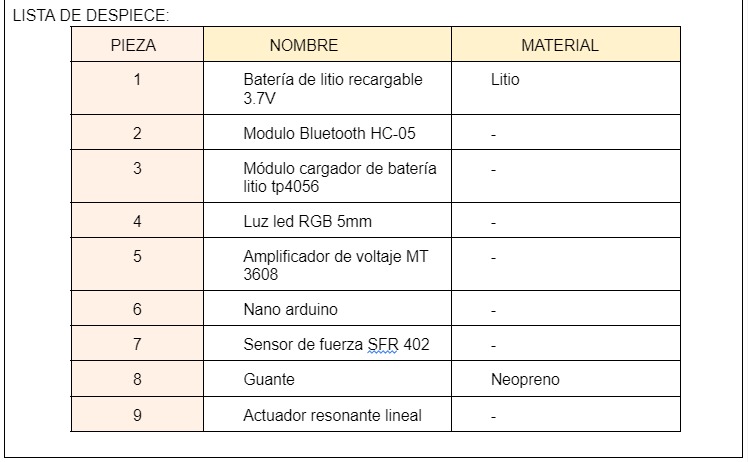 LISTA DE DESPIECE:
PIEZA NOMBRE MATERIAL
1 Batería de litio recargable Litio
3.7V
2 Modulo Bluetooth HC-05 -
3 Módulo cargador de batería -
litio tp4056
4 Luz led RGB 5mm -
5 Amplificador de voltaje MT -
3608
6 Nano arduino -
7 Sensor de fuerza SFR 402 -
8 Guante Neopreno
9 Actuador resonante lineal -